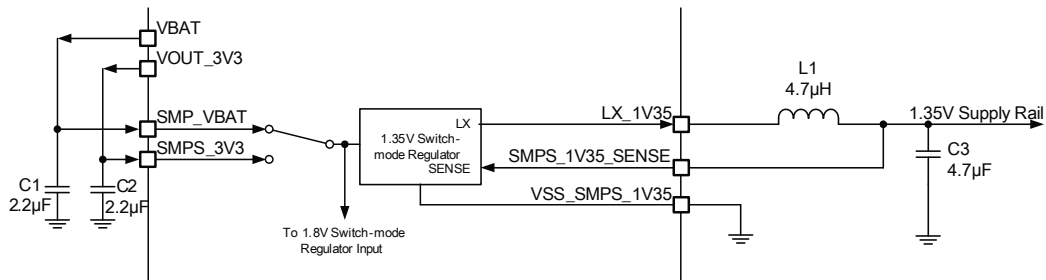 VBAT
VOUT_3V3
SMP_VBAT
SMPS_3V3
C1
2.2µF
C2
2.2µF
LX
1.35V Switch-
mode Regulator
SENSE
To 1.8V Switch-mode
Regulator Input
LX_1V35
SMPS_1V35_SENSE
VSS_SMPS_1V35
L1
4.7µH
1.35V Supply Rail
C3
4.7µF